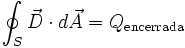 ∮_S D⃗ · dA⃗ = Q_encerrada